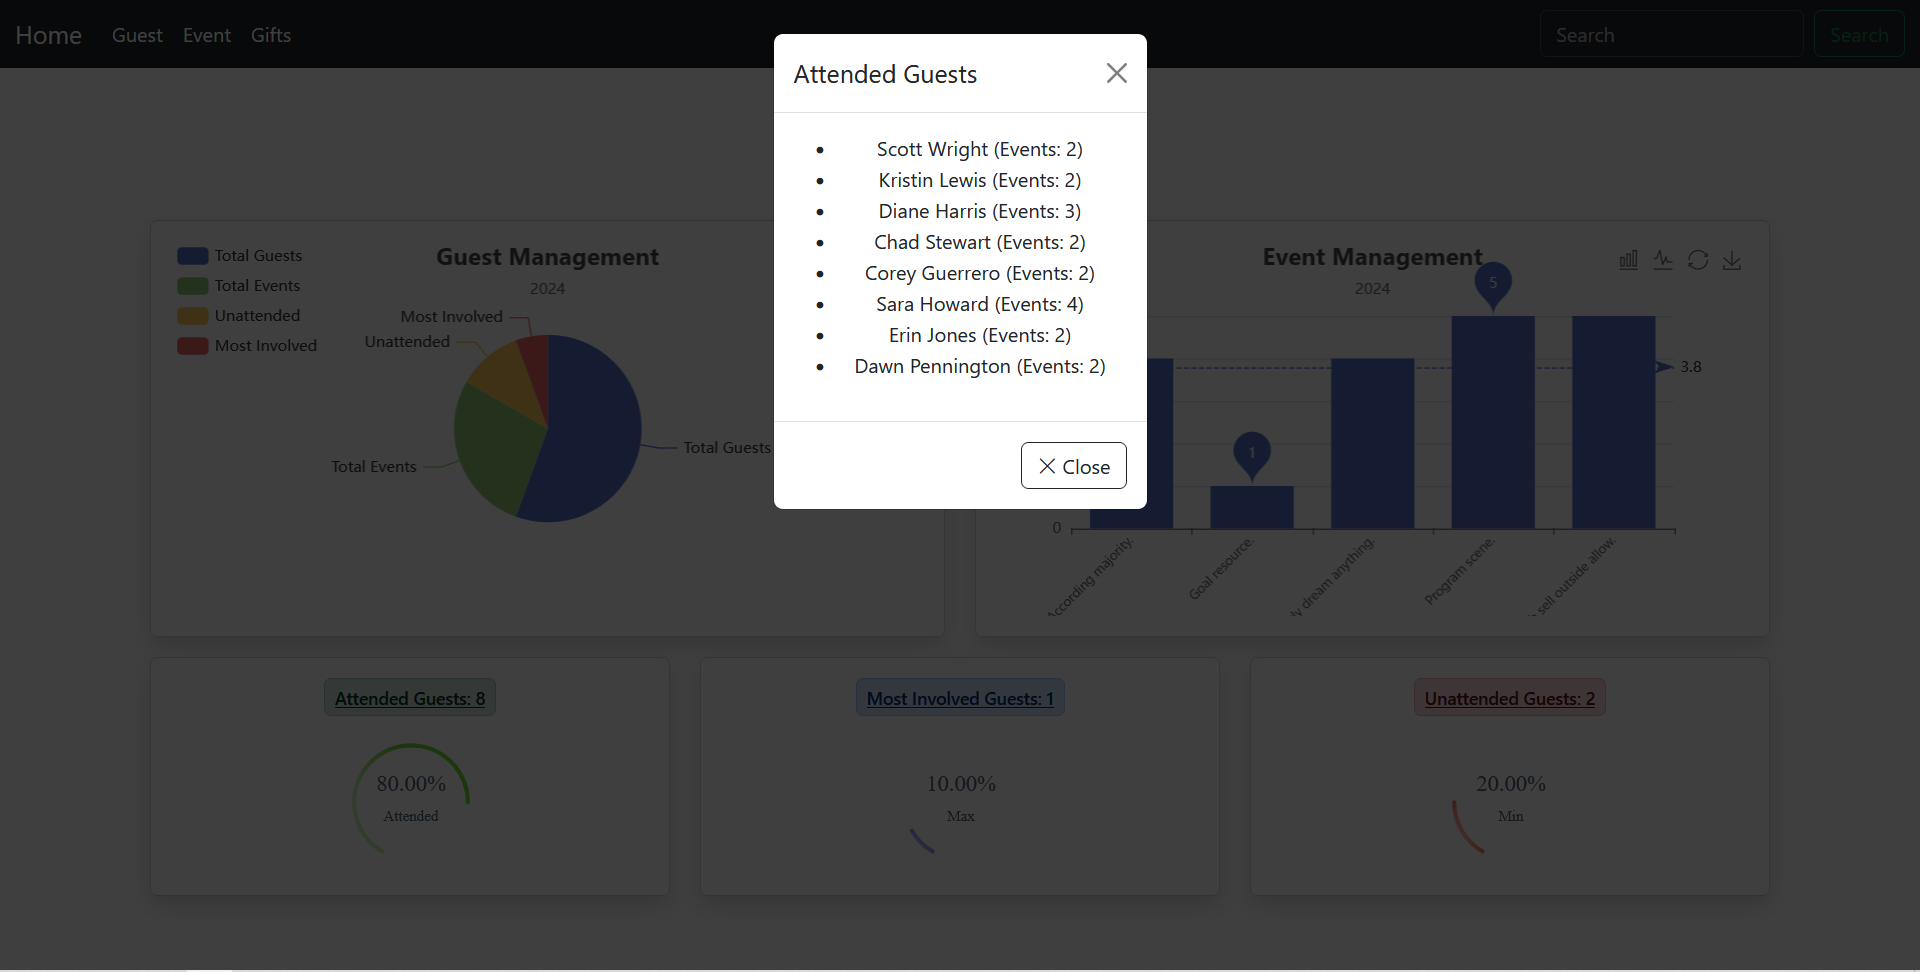 Home Guest Event Gifts Search Search
Attended Guests
Scott Wright (Events: 2)
Kristin Lewis (Events: 2)
Diane Harris (Events: 3)
Chad Stewart (Events: 2)
Corey Guerrero (Events: 2)
Sara Howard (Events: 4)
Erin Jones (Events: 2)
Dawn Pennington (Events: 2)
Close
Guest Management
2024
Total Guests
Total Events
Unattended
Most Involved
Most Involved
Unattended
Total Events
Total Guests
Event Management
2024
5
1
3.8
0
According majority.
Goal resource.
ly dream anything.
Program scene.
sell outside allow.
Attended Guests: 8
80.00%
Attended
Most Involved Guests: 1
10.00%
Max
Unattended Guests: 2
20.00%
Min